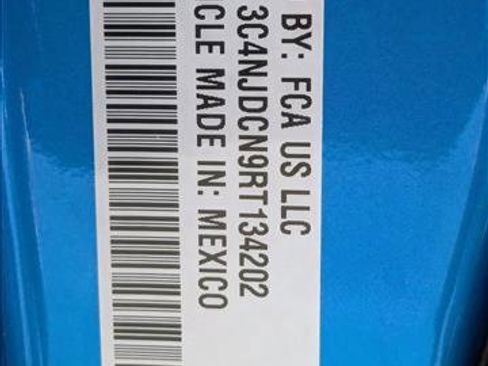 BY: FCA US LLC
3C4NJDCN9RT134202
CLE MADE IN: MEXICO